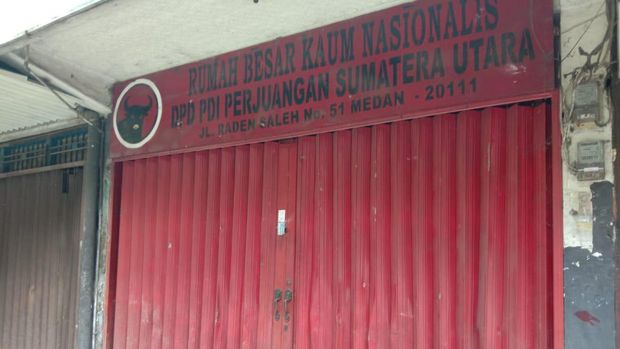 RUMAH BESAR KAUM NASIONALIS
DPD PDI PERJUANGAN SUMATERA UTARA
JL. RADEN SALEH No. 51 MEDAN - 20111